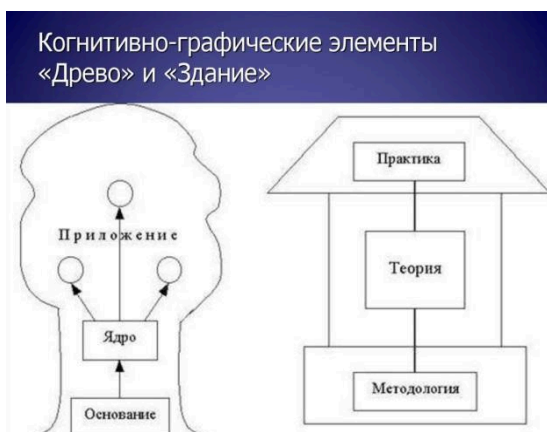 Когнитивно-графические элементы
«Древо» и «Здание»
Приложение
Ядро
Основание
Практика
Теория
Методология